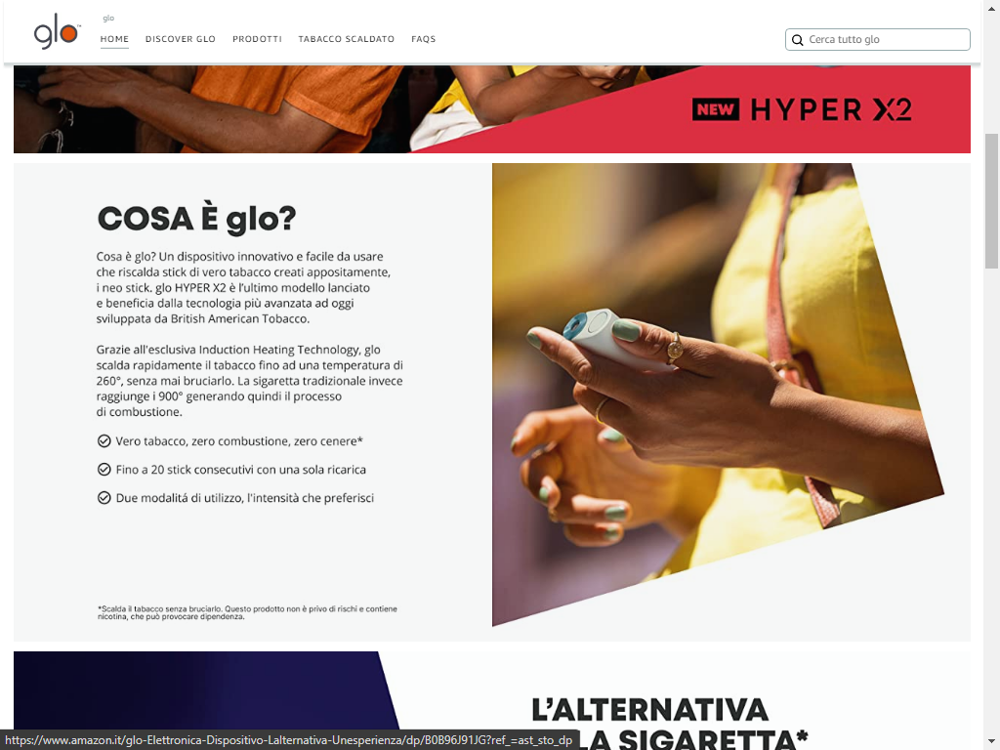 glo™
glo
HOME DISCOVER GLO PRODOTTI TABACCO SCALDATO FAQS
Cerca tutto glo
NEW HYPER X2
COSA È glo?
Cosa è glo? Un dispositivo innovativo e facile da usare
che riscalda stick di vero tabacco creati appositamente,
i neo stick. glo HYPER X2 è l'ultimo modello lanciato
e beneficia dalla tecnologia più avanzata ad oggi
sviluppata da British American Tobacco.
Grazie all'esclusiva Induction Heating Technology, glo
scalda rapidamente il tabacco fino ad una temperatura di
260°, senza mai bruciarlo. La sigaretta tradizionale invece
raggiunge i 900° generando quindi il processo
di combustione.
Vero tabacco, zero combustione, zero cenere*
Fino a 20 stick consecutivi con una sola ricarica
Due modalitá di utilizzo, l'intensità che preferisci
*Scalda il tabacco senza bruciarlo. Questo prodotto non è privo di rischi e contiene
nicotina, che può provocare dipendenza.
L'ALTERNATIVA
LA SIGARETTA*
https://www.amazon.it/glo-Elettronica-Dispositivo-Lalternativa-Unesperienza/dp/B0B96J91JG?ref_=ast_sto_dp